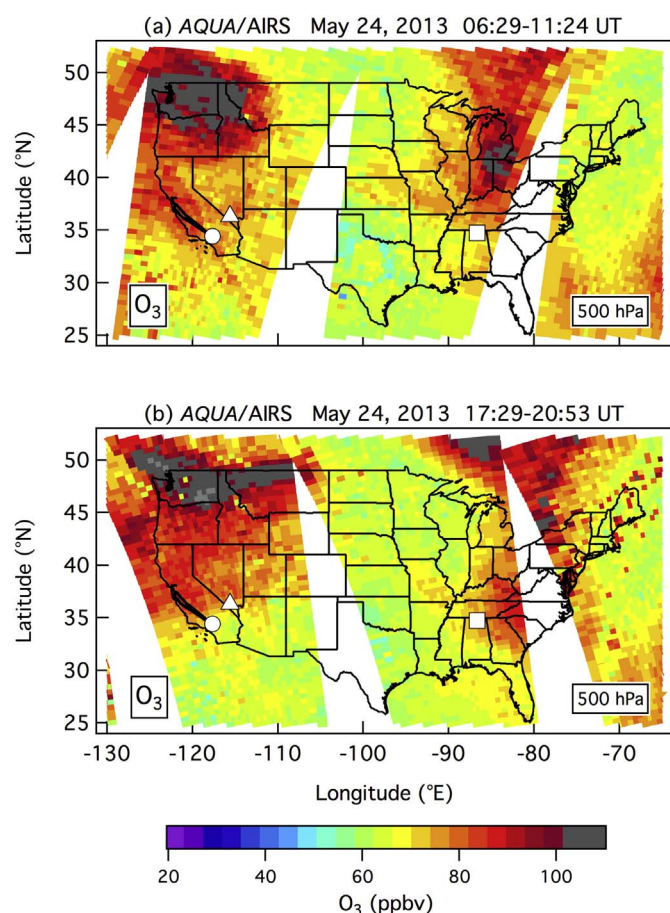 (a) AQUA/AIRS May 24, 2013 06:29-11:24 UT
50
45
40
35
30
25
Latitude (°N)
O₃
500 hPa
(b) AQUA/AIRS May 24, 2013 17:29-20:53 UT
50
45
40
35
30
25
Latitude (°N)
O₃
500 hPa
-130 -120 -110 -100 -90 -80 -70
Longitude (°E)
20 40 60 80 100
O₃ (ppbv)